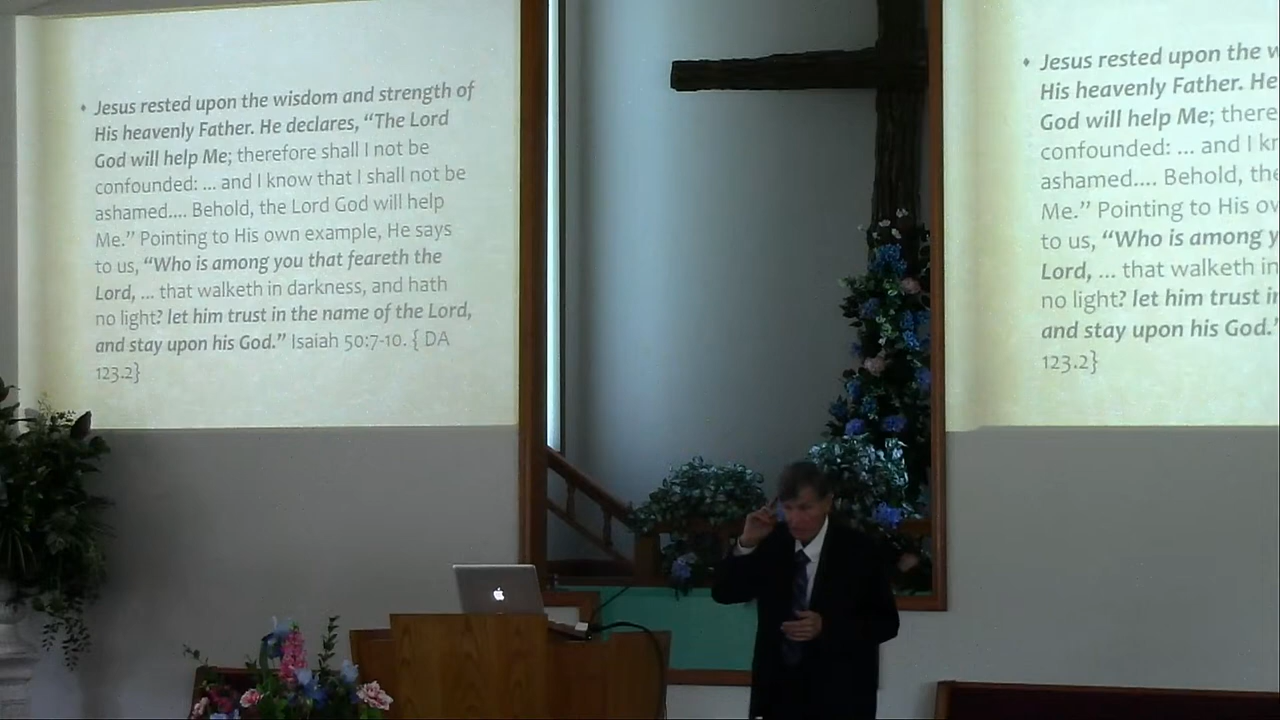 Jesus rested upon the wisdom and strength of
His heavenly Father. He declares, “The Lord
God will help Me; therefore shall I not be
confounded: ... and I know that I shall not be
ashamed.... Behold, the Lord God will help
Me.” Pointing to His own example, He says
to us, “Who is among you that feareth the
Lord, ... that walketh in darkness, and hath
no light? let him trust in the name of the Lord,
and stay upon his God.” Isaiah 50:7-10. { DA
123.2}
Jesus rested upon the
His heavenly Father. He
God will help Me; there
confounded: ... and I
ashamed.... Behold, the
Me.” Pointing to His
to us, “Who is among
Lord, ... that walketh in
no light? let him trust
and stay upon his God.”
123.2}